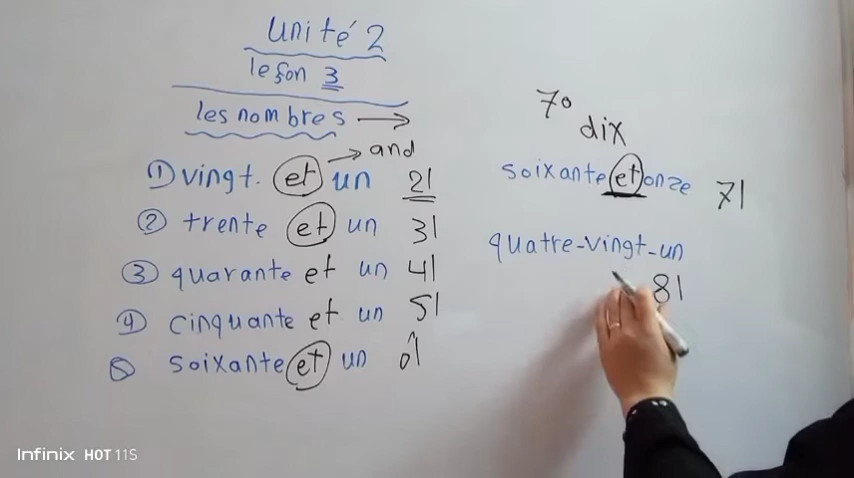 unité 2
leçon 3
les nombres →
→ and
① vingt. et un 21
② trente et un 31
③ quarante et un 41
④ cinquante et un 51
soixante et un
70
dix
soixante et onze 71
quatre-vingt-un
81
Infinix HOT 11S